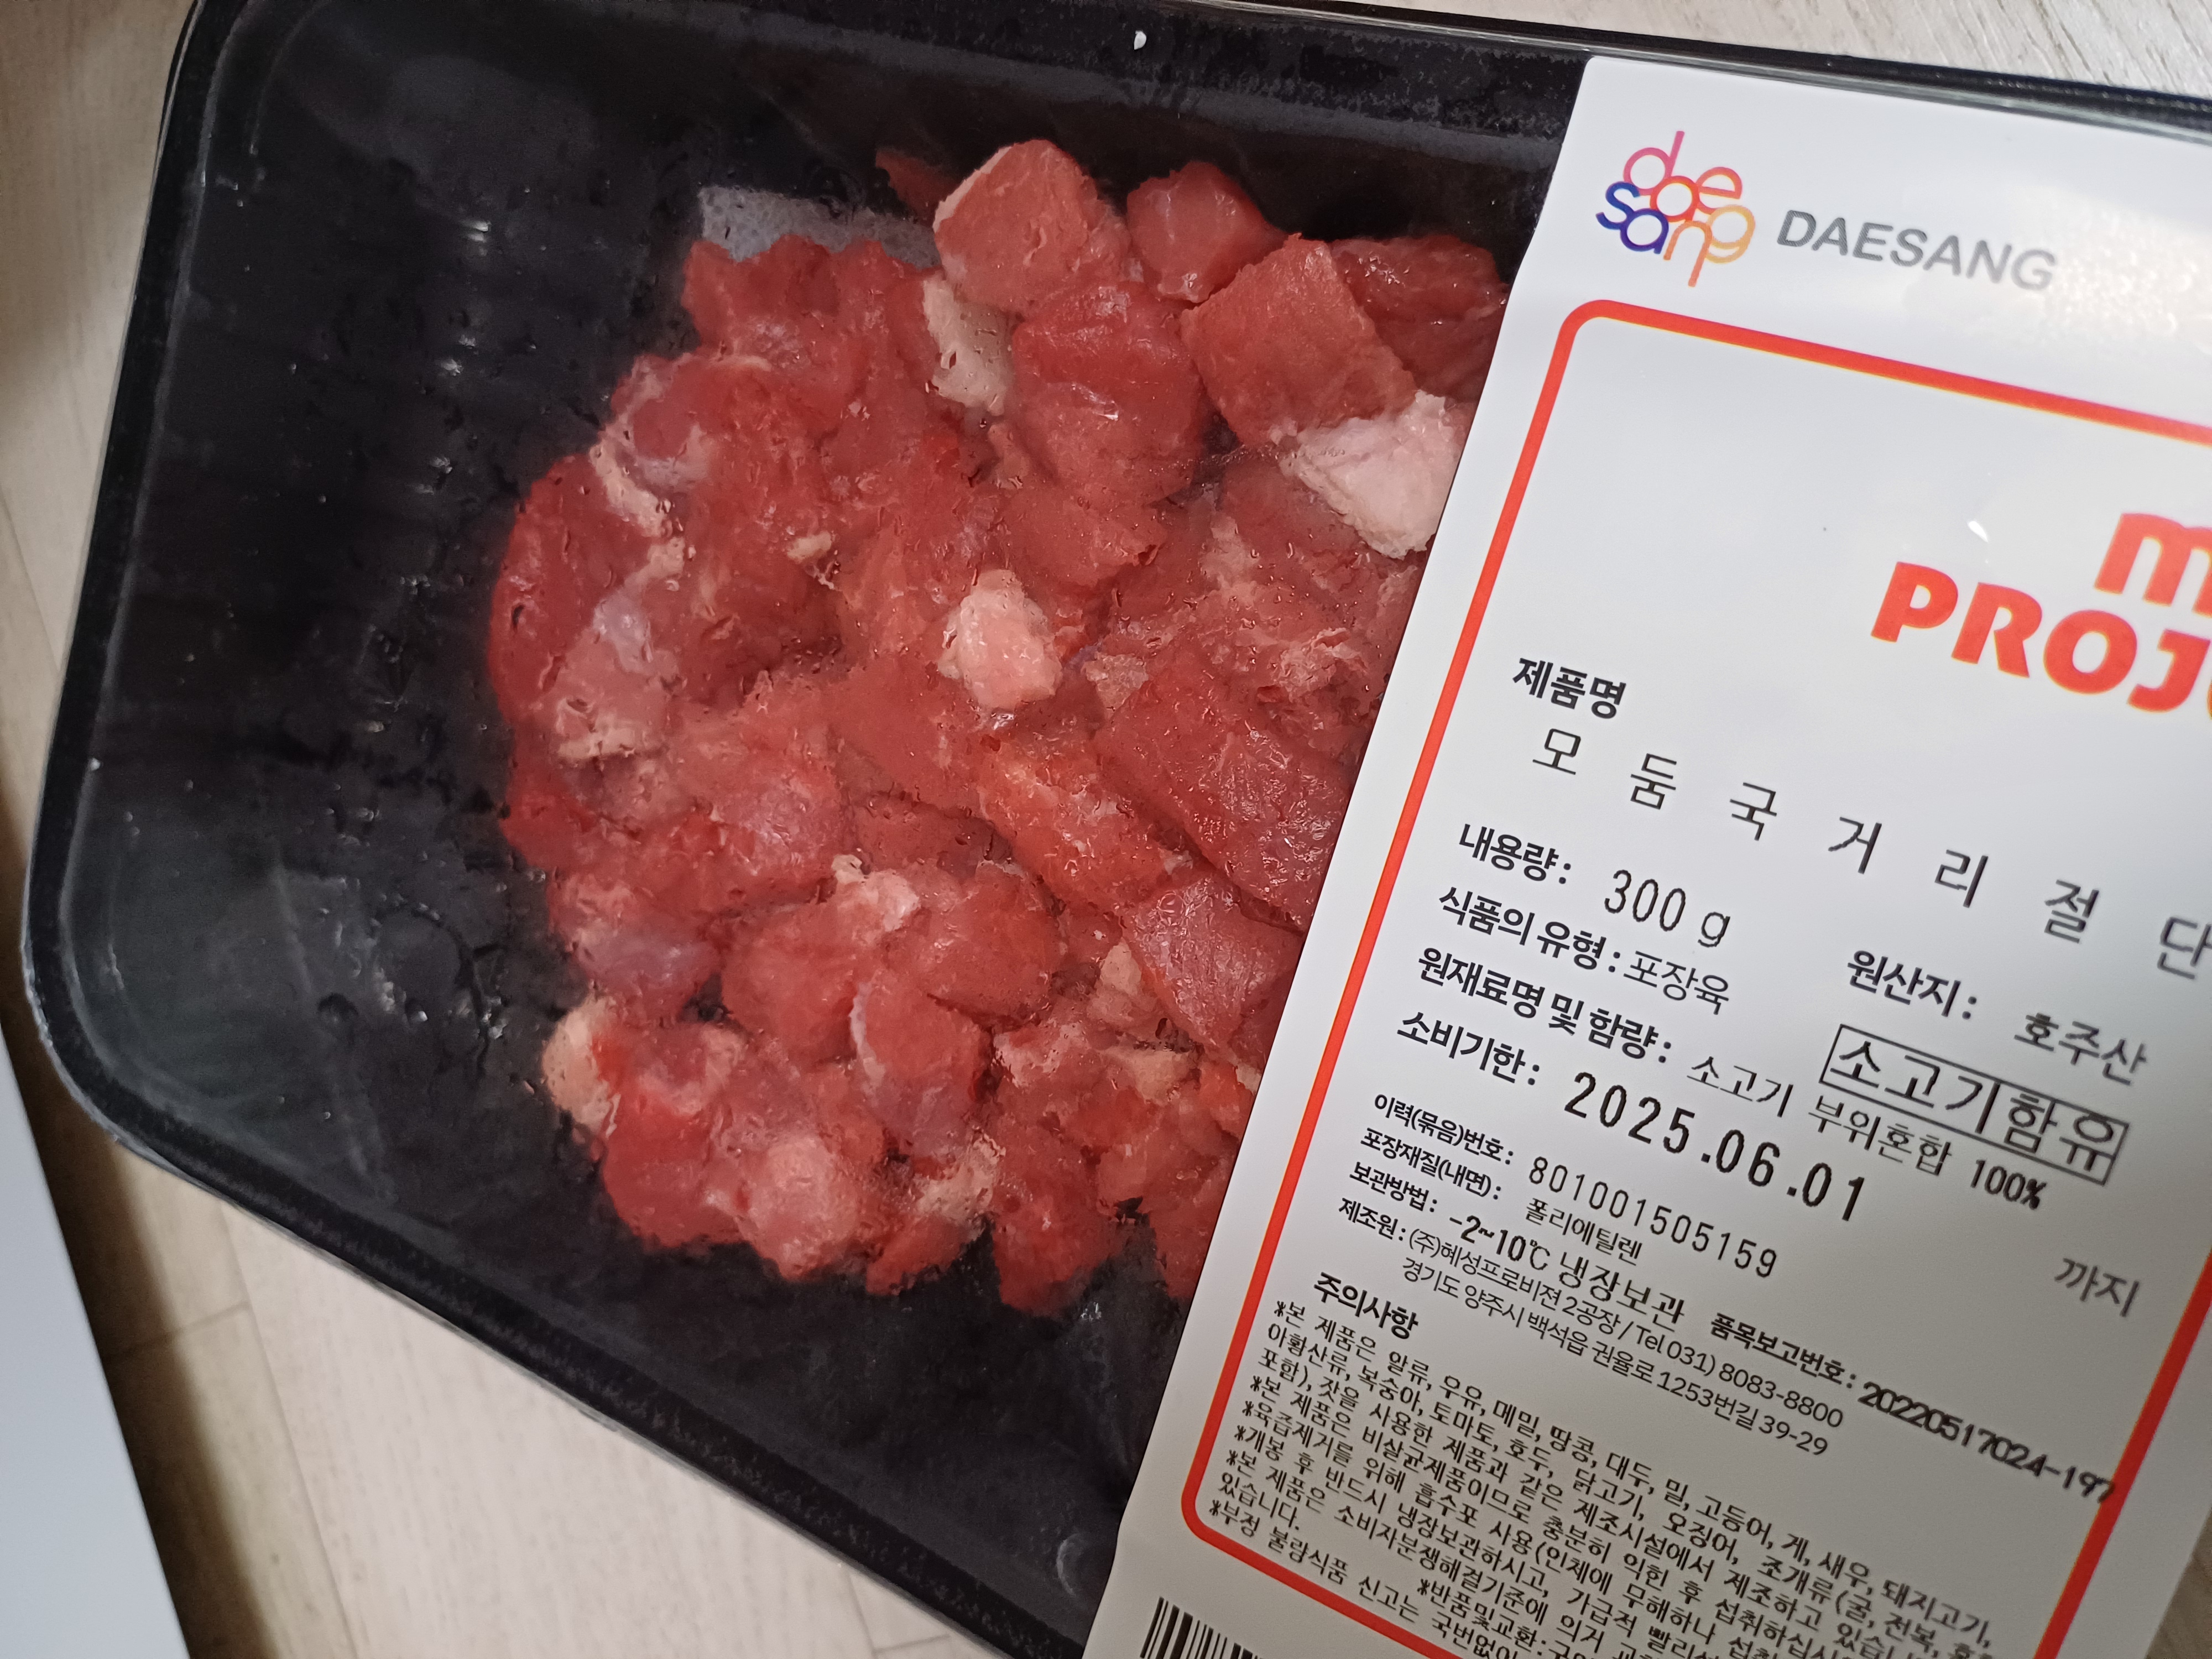 dae
sang DAESANG
PROJ
제품명
모둠국거리절단
내용량: 300 g
식품의 유형: 포장육 원산지: 호주산
원재료명 및 함량: 소고기 부위혼합 100% 소고기함유
소비기한: 2025.06.01 까지
이력(묶음)번호: 801001505159
포장재질(내면): 폴리에틸렌
보관방법: -2~10℃ 냉장보관 품목보고번호: 20220517024-197
제조원: (주)혜성프로비젼 2공장 / Tel 031) 8083-8800
경기도 양주시 백석읍 권율로 1253번길 39-29
주의사항
*본 제품은 알류, 우유, 메밀, 땅콩, 대두, 밀, 고등어, 게, 새우, 돼지고기,
아황산류, 복숭아, 토마토, 호두, 닭고기, 오징어, 조개류(굴, 전복,
포함), 잣을 사용한 제품과 같은 제조시설에서 제조하고
*본 제품은 비살균제품이므로 충분히 익힌 후 섭취하십시
*육즙제거를 위해 흡수포 사용(인체에 무해하나
*개봉 후 반드시 냉장보관하시고, 가급적
*본 제품은 소비자분쟁해결기준에 의거
있습니다. *반품및교환:
*부정 불량식품 신고는 국번없이